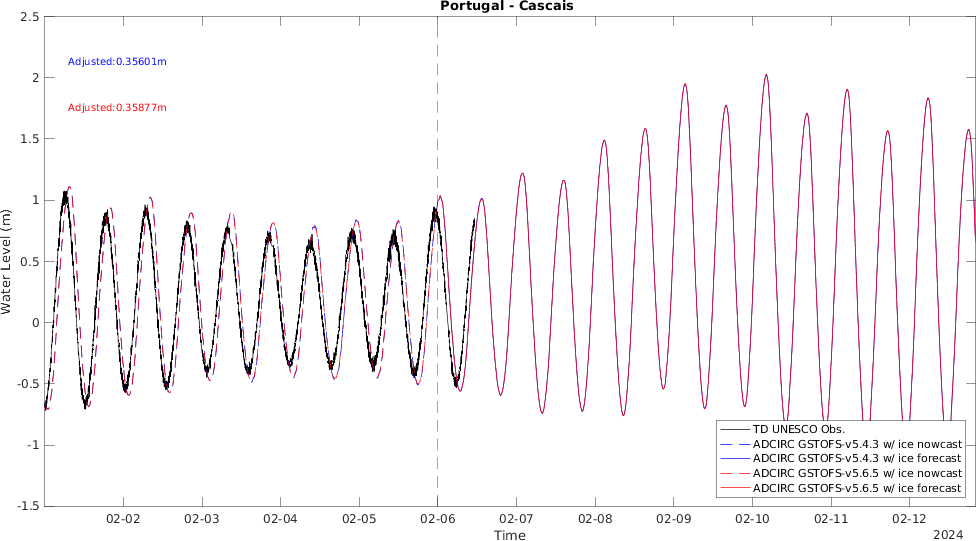 Portugal - Cascais
2.5
2
1.5
1
0.5
0
-0.5
-1
-1.5
Water Level (m)
Adjusted:0.35601m
Adjusted:0.35877m
TD UNESCO Obs.
ADCIRC GSTOFS-v5.4.3 w/ ice nowcast
ADCIRC GSTOFS-v5.4.3 w/ ice forecast
ADCIRC GSTOFS-v5.6.5 w/ ice nowcast
ADCIRC GSTOFS-v5.6.5 w/ ice forecast
02-02 02-03 02-04 02-05 02-06 02-07 02-08 02-09 02-10 02-11 02-12
Time
2024